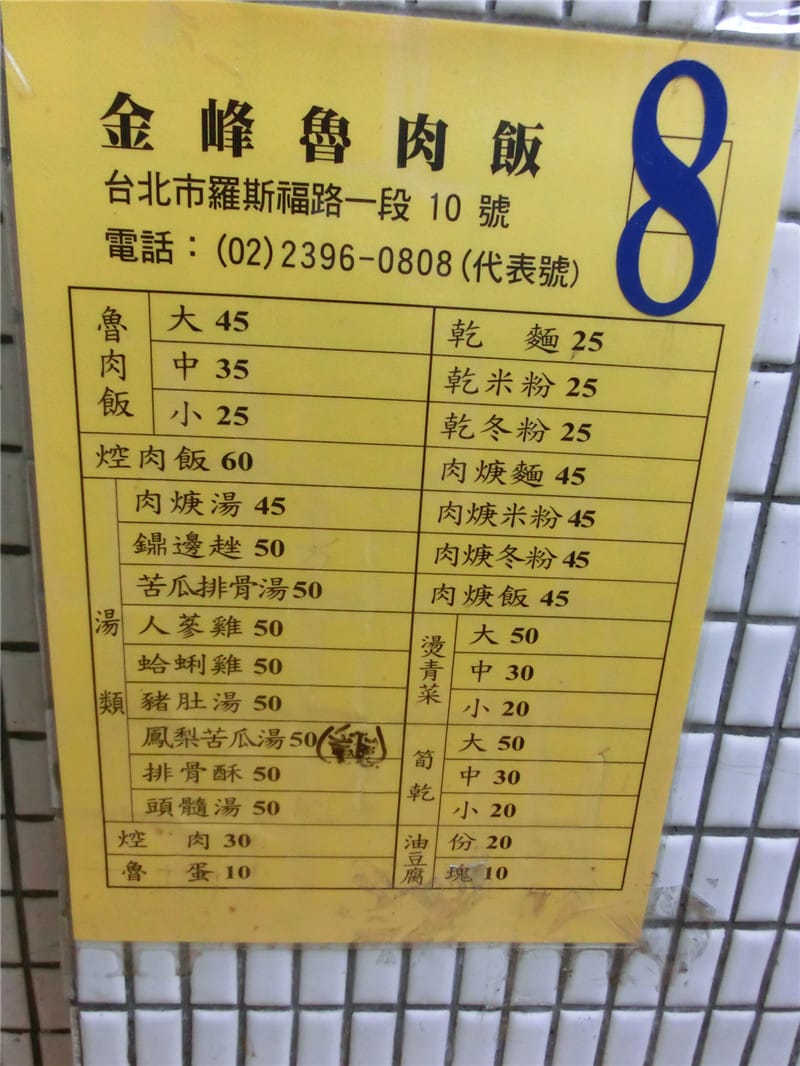 金峰魯肉飯
8
台北市羅斯福路一段 10 號
電話：(02)2396-0808(代表號)
魯肉飯
大 45
中 35
小 25
焢肉飯 60
湯類
肉焿湯 45
鼎邊趖 50
苦瓜排骨湯 50
人蔘雞 50
蛤蜊雞 50
豬肚湯 50
鳳梨苦瓜湯 50
排骨酥 50
頭髓湯 50
焢 肉 30
魯 蛋 10
乾 麵 25
乾米粉 25
乾冬粉 25
肉焿麵 45
肉焿米粉 45
肉焿冬粉 45
肉焿飯 45
燙青菜
大 50
中 30
小 20
筍乾
大 50
中 30
小 20
油豆腐
份 20
塊 10